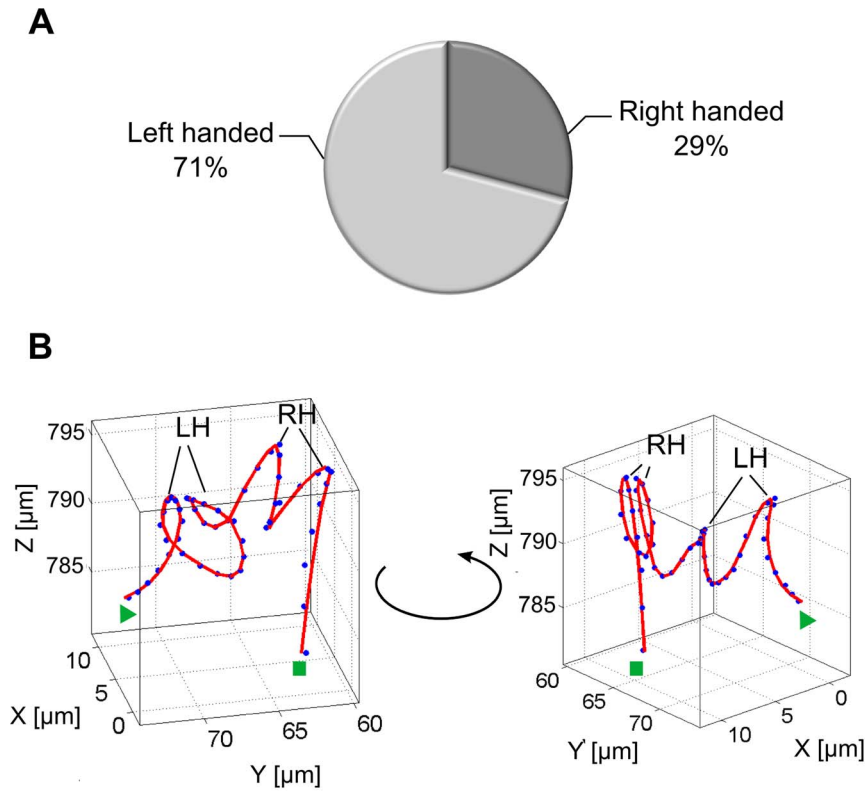 A
Left handed
71%
Right handed
29%
B
795
790
785
Z [µm]
LH
RH
10
5
0
X [µm]
70
65
60
Y [µm]
795
790
785
Z [µm]
RH
LH
60
65
70
Y [µm]
10
5
0
X [µm]